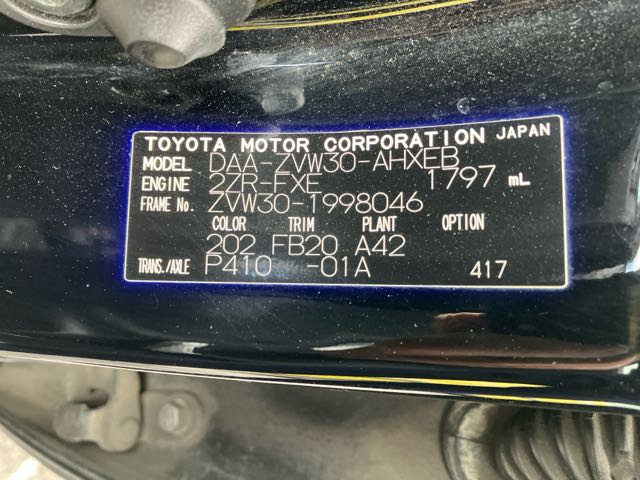 TOYOTA MOTOR CORPORATION JAPAN
MODEL DAA-ZVW30-AHXEB
ENGINE 2ZR-FXE 1797 mL
FRAME No. ZVW30-1998046
COLOR TRIM PLANT OPTION
202 FB20 A42
TRANS./AXLE P410 -01A 417